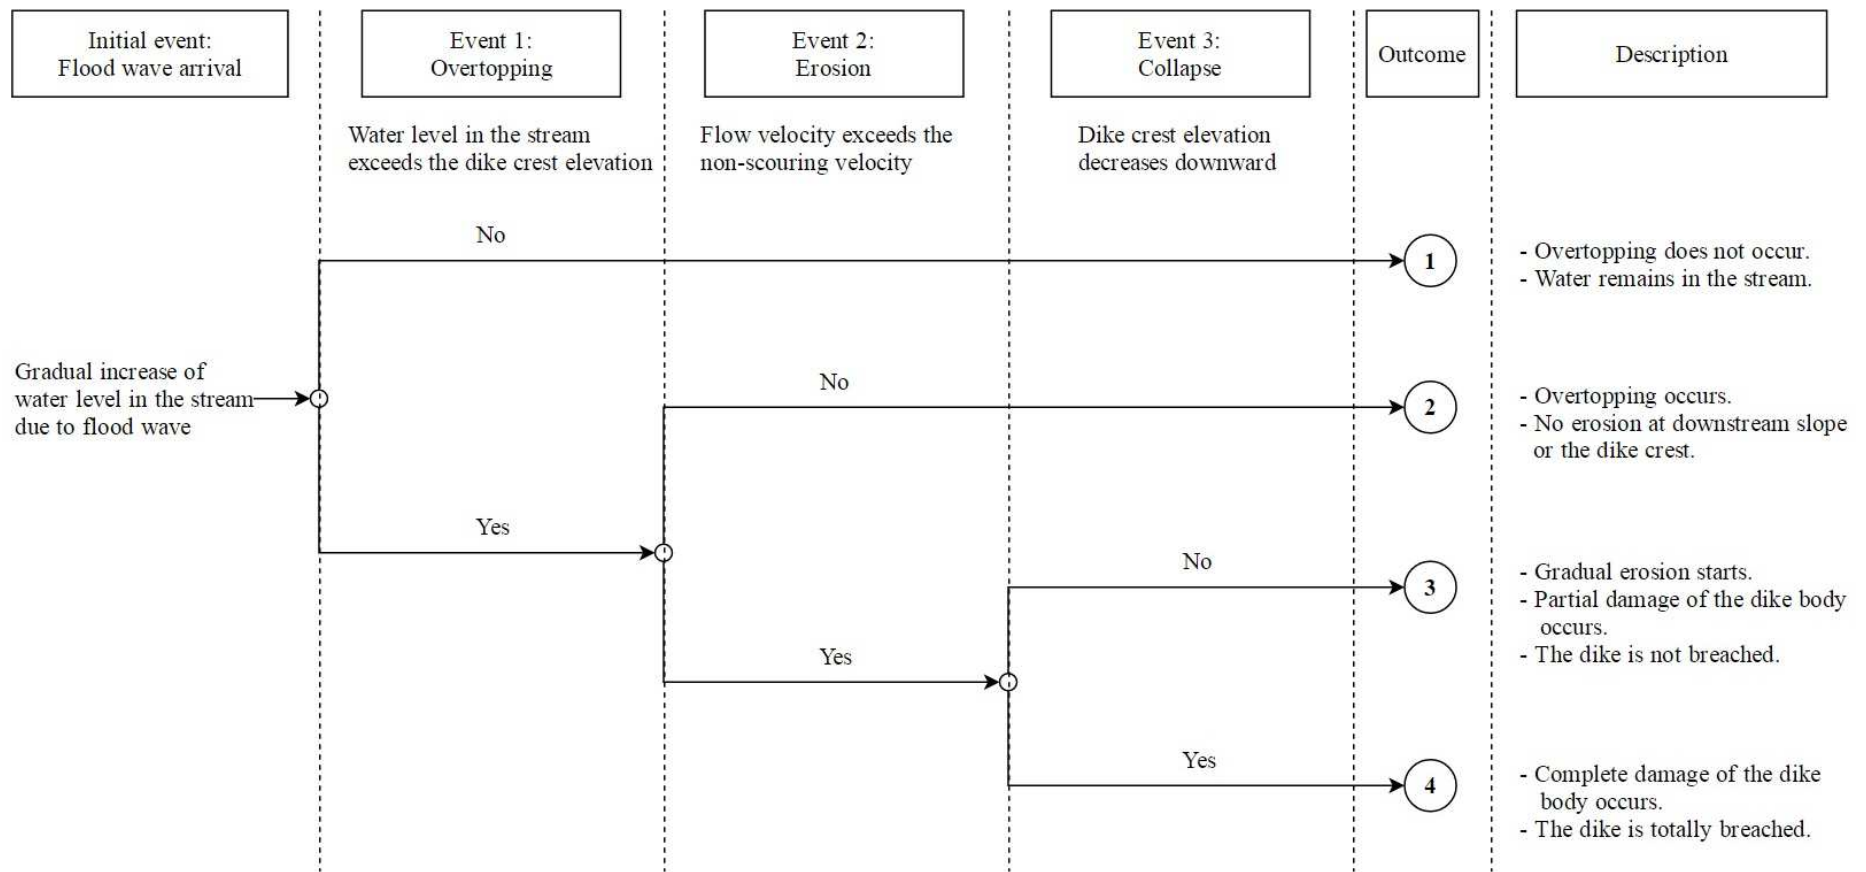 Initial event:
Flood wave arrival
Event 1:
Overtopping
Event 2:
Erosion
Event 3:
Collapse
Outcome
Description
Water level in the stream
exceeds the dike crest elevation
Flow velocity exceeds the
non-scouring velocity
Dike crest elevation
decreases downward
No
1
- Overtopping does not occur.
- Water remains in the stream.
Gradual increase of
water level in the stream
due to flood wave
No
2
- Overtopping occurs.
- No erosion at downstream slope
or the dike crest.
Yes
No
3
- Gradual erosion starts.
- Partial damage of the dike body
occurs.
- The dike is not breached.
Yes
Yes
4
- Complete damage of the dike
body occurs.
- The dike is totally breached.